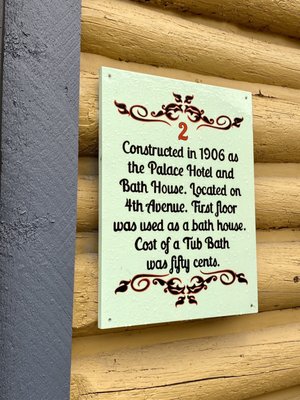 2
Constructed in 1906 as
the Palace Hotel and
Bath House. Located on
4th Avenue. First floor
was used as a bath house.
Cost of a Tub Bath
was fifty cents.